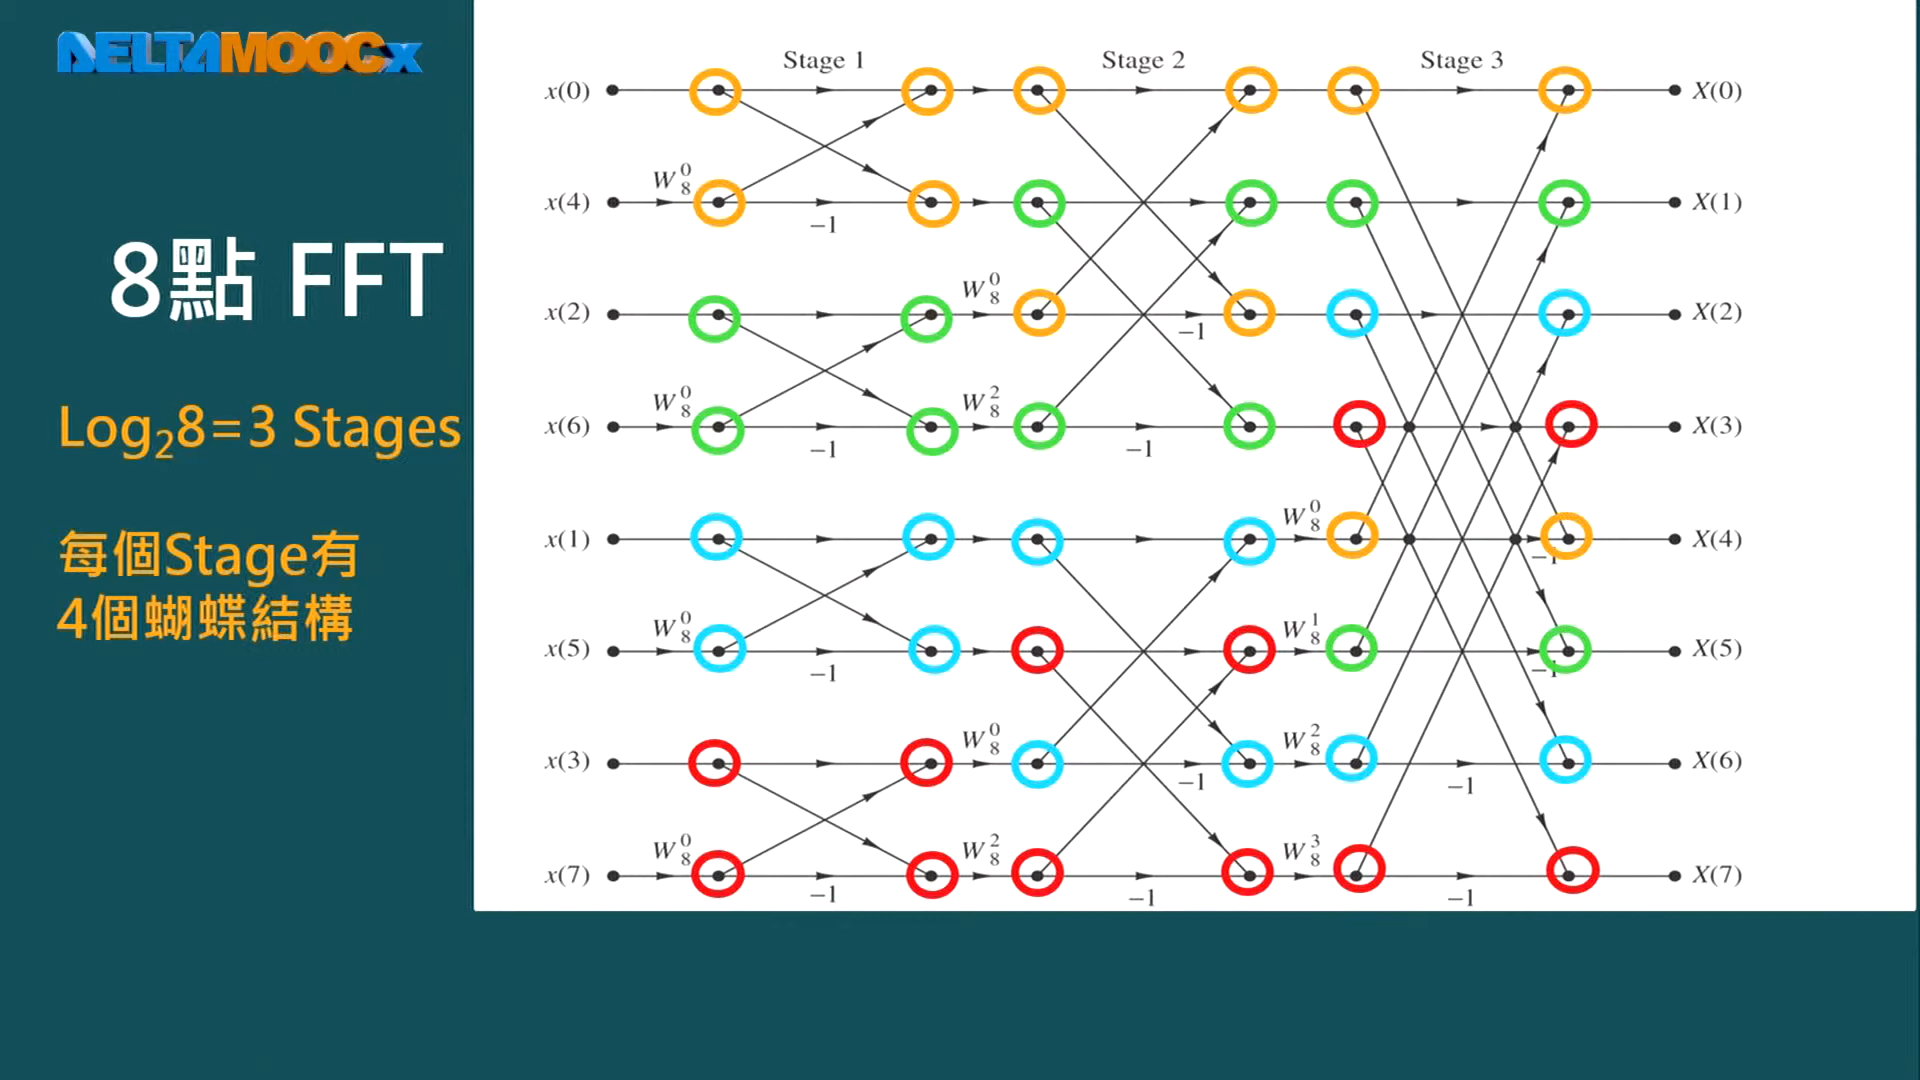 DELTAMOOCx
8點 FFT
Log₂8=3 Stages
每個Stage有
4個蝴蝶結構
Stage 1 Stage 2 Stage 3
x(0) X(0)
W₈⁰
x(4) −1 X(1)
W₈⁰
x(2) −1 X(2)
W₈⁰ W₈²
x(6) −1 −1 X(3)
W₈⁰
x(1) −1 X(4)
W₈⁰ W₈¹
x(5) −1 −1 X(5)
W₈⁰ W₈²
x(3) −1 −1 X(6)
W₈⁰ W₈² W₈³
x(7) −1 −1 −1 X(7)